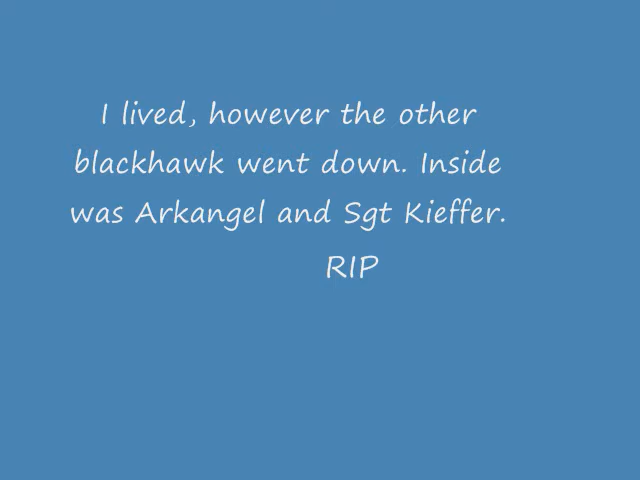 I lived, however the other
blackhawk went down. Inside
was Arkangel and Sgt Kieffer.
RIP